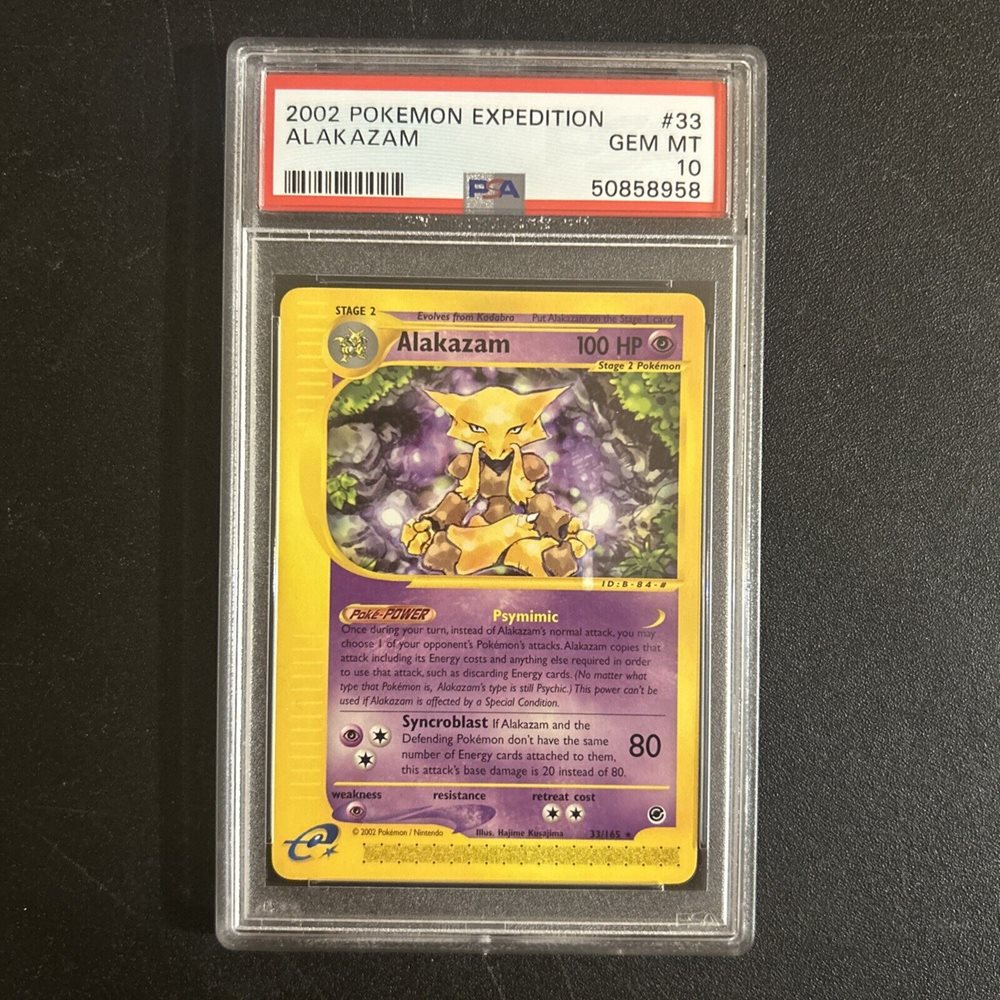 2002 POKEMON EXPEDITION #33
ALAKAZAM GEM MT
10
PSA 50858958
STAGE 2 Evolves from Kadabra Put Alakazam on the Stage 1 card
Alakazam 100 HP
Stage 2 Pokémon
ID:B-84-#
Poké-POWER Psymimic
Once during your turn, instead of Alakazam's normal attack, you may
choose 1 of your opponent's Pokémon's attacks. Alakazam copies that
attack including its Energy costs and anything else required in order
to use that attack, such as discarding Energy cards. (No matter what
type that Pokémon is, Alakazam's type is still Psychic.) This power can't be
used if Alakazam is affected by a Special Condition.
Syncroblast If Alakazam and the
Defending Pokémon don't have the same
number of Energy cards attached to them, 80
this attack's base damage is 20 instead of 80.
weakness resistance retreat cost
© 2002 Pokémon / Nintendo Illus. Hajime Kusajima 33/165 ★
e
PSA